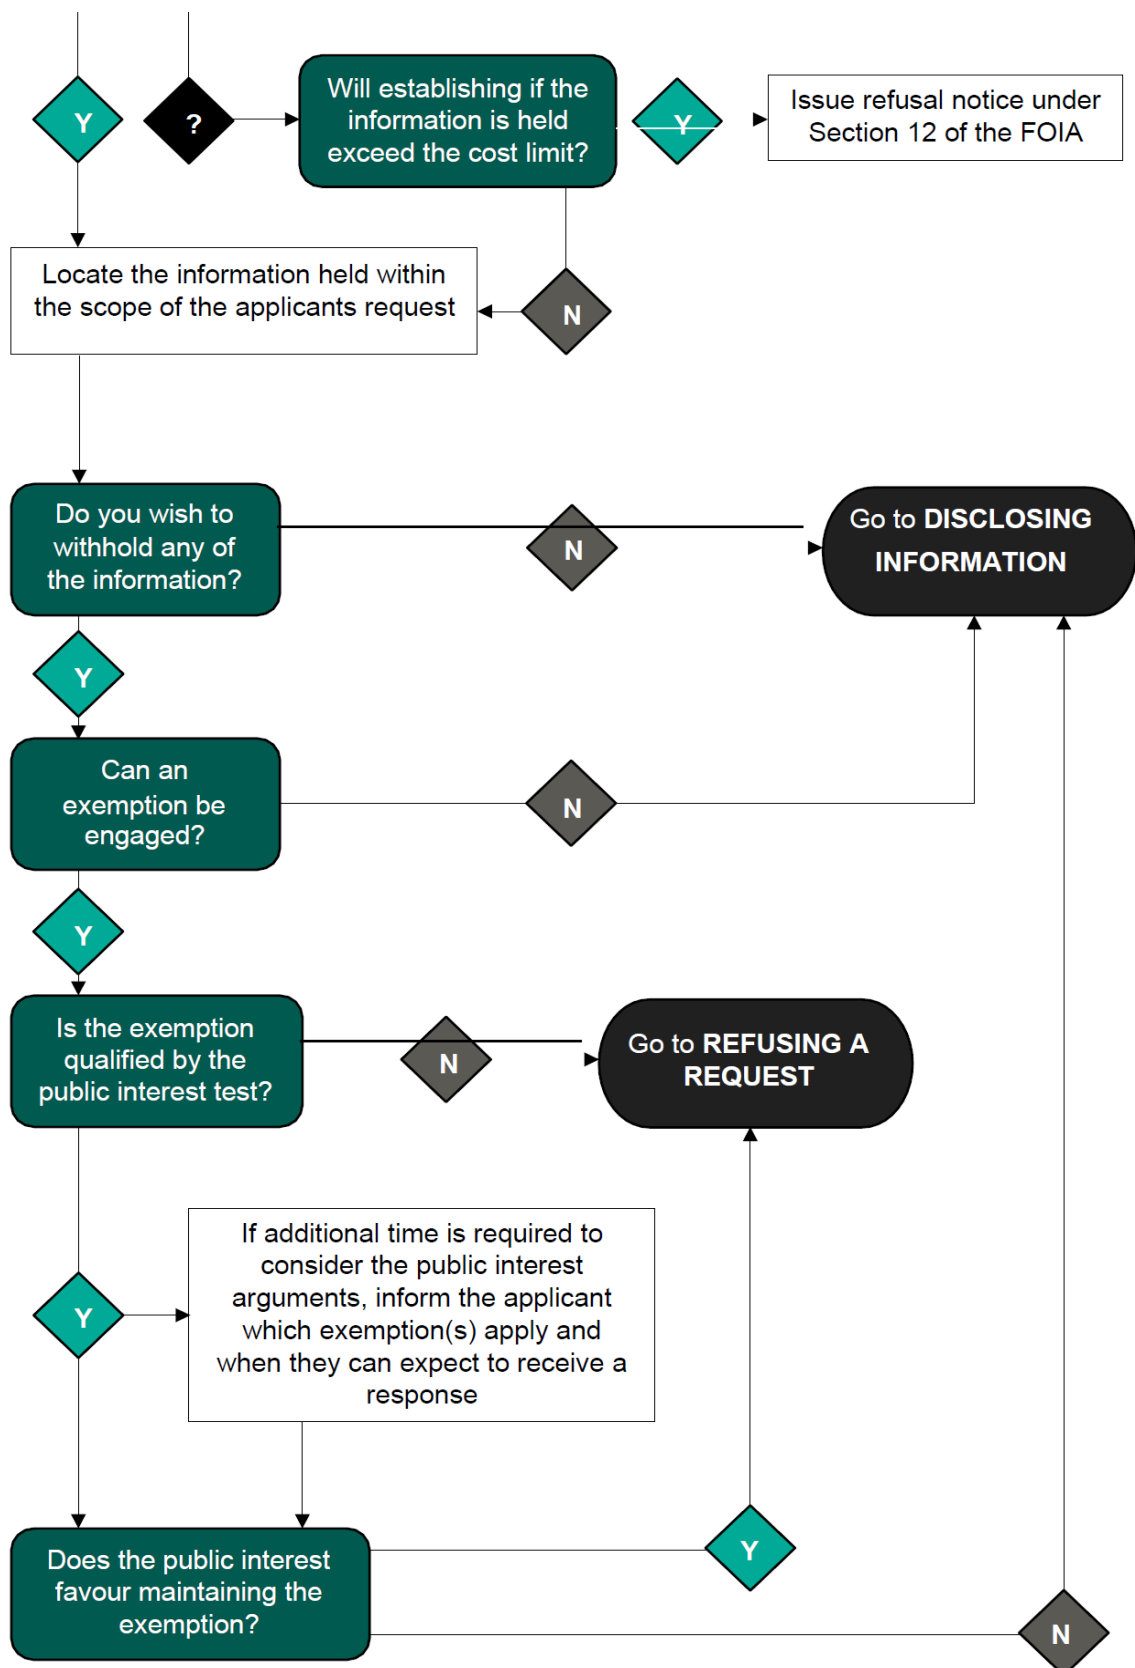 Y
?
Will establishing if the
information is held
exceed the cost limit?
Y
Issue refusal notice under
Section 12 of the FOIA
Locate the information held within
the scope of the applicants request
N
Do you wish to
withhold any of
the information?
N
Go to DISCLOSING
INFORMATION
Y
Can an
exemption be
engaged?
N
Y
Is the exemption
qualified by the
public interest test?
N
Go to REFUSING A
REQUEST
If additional time is required to
consider the public interest
arguments, inform the applicant
which exemption(s) apply and
when they can expect to receive a
response
Y
Does the public interest
favour maintaining the
exemption?
Y
N